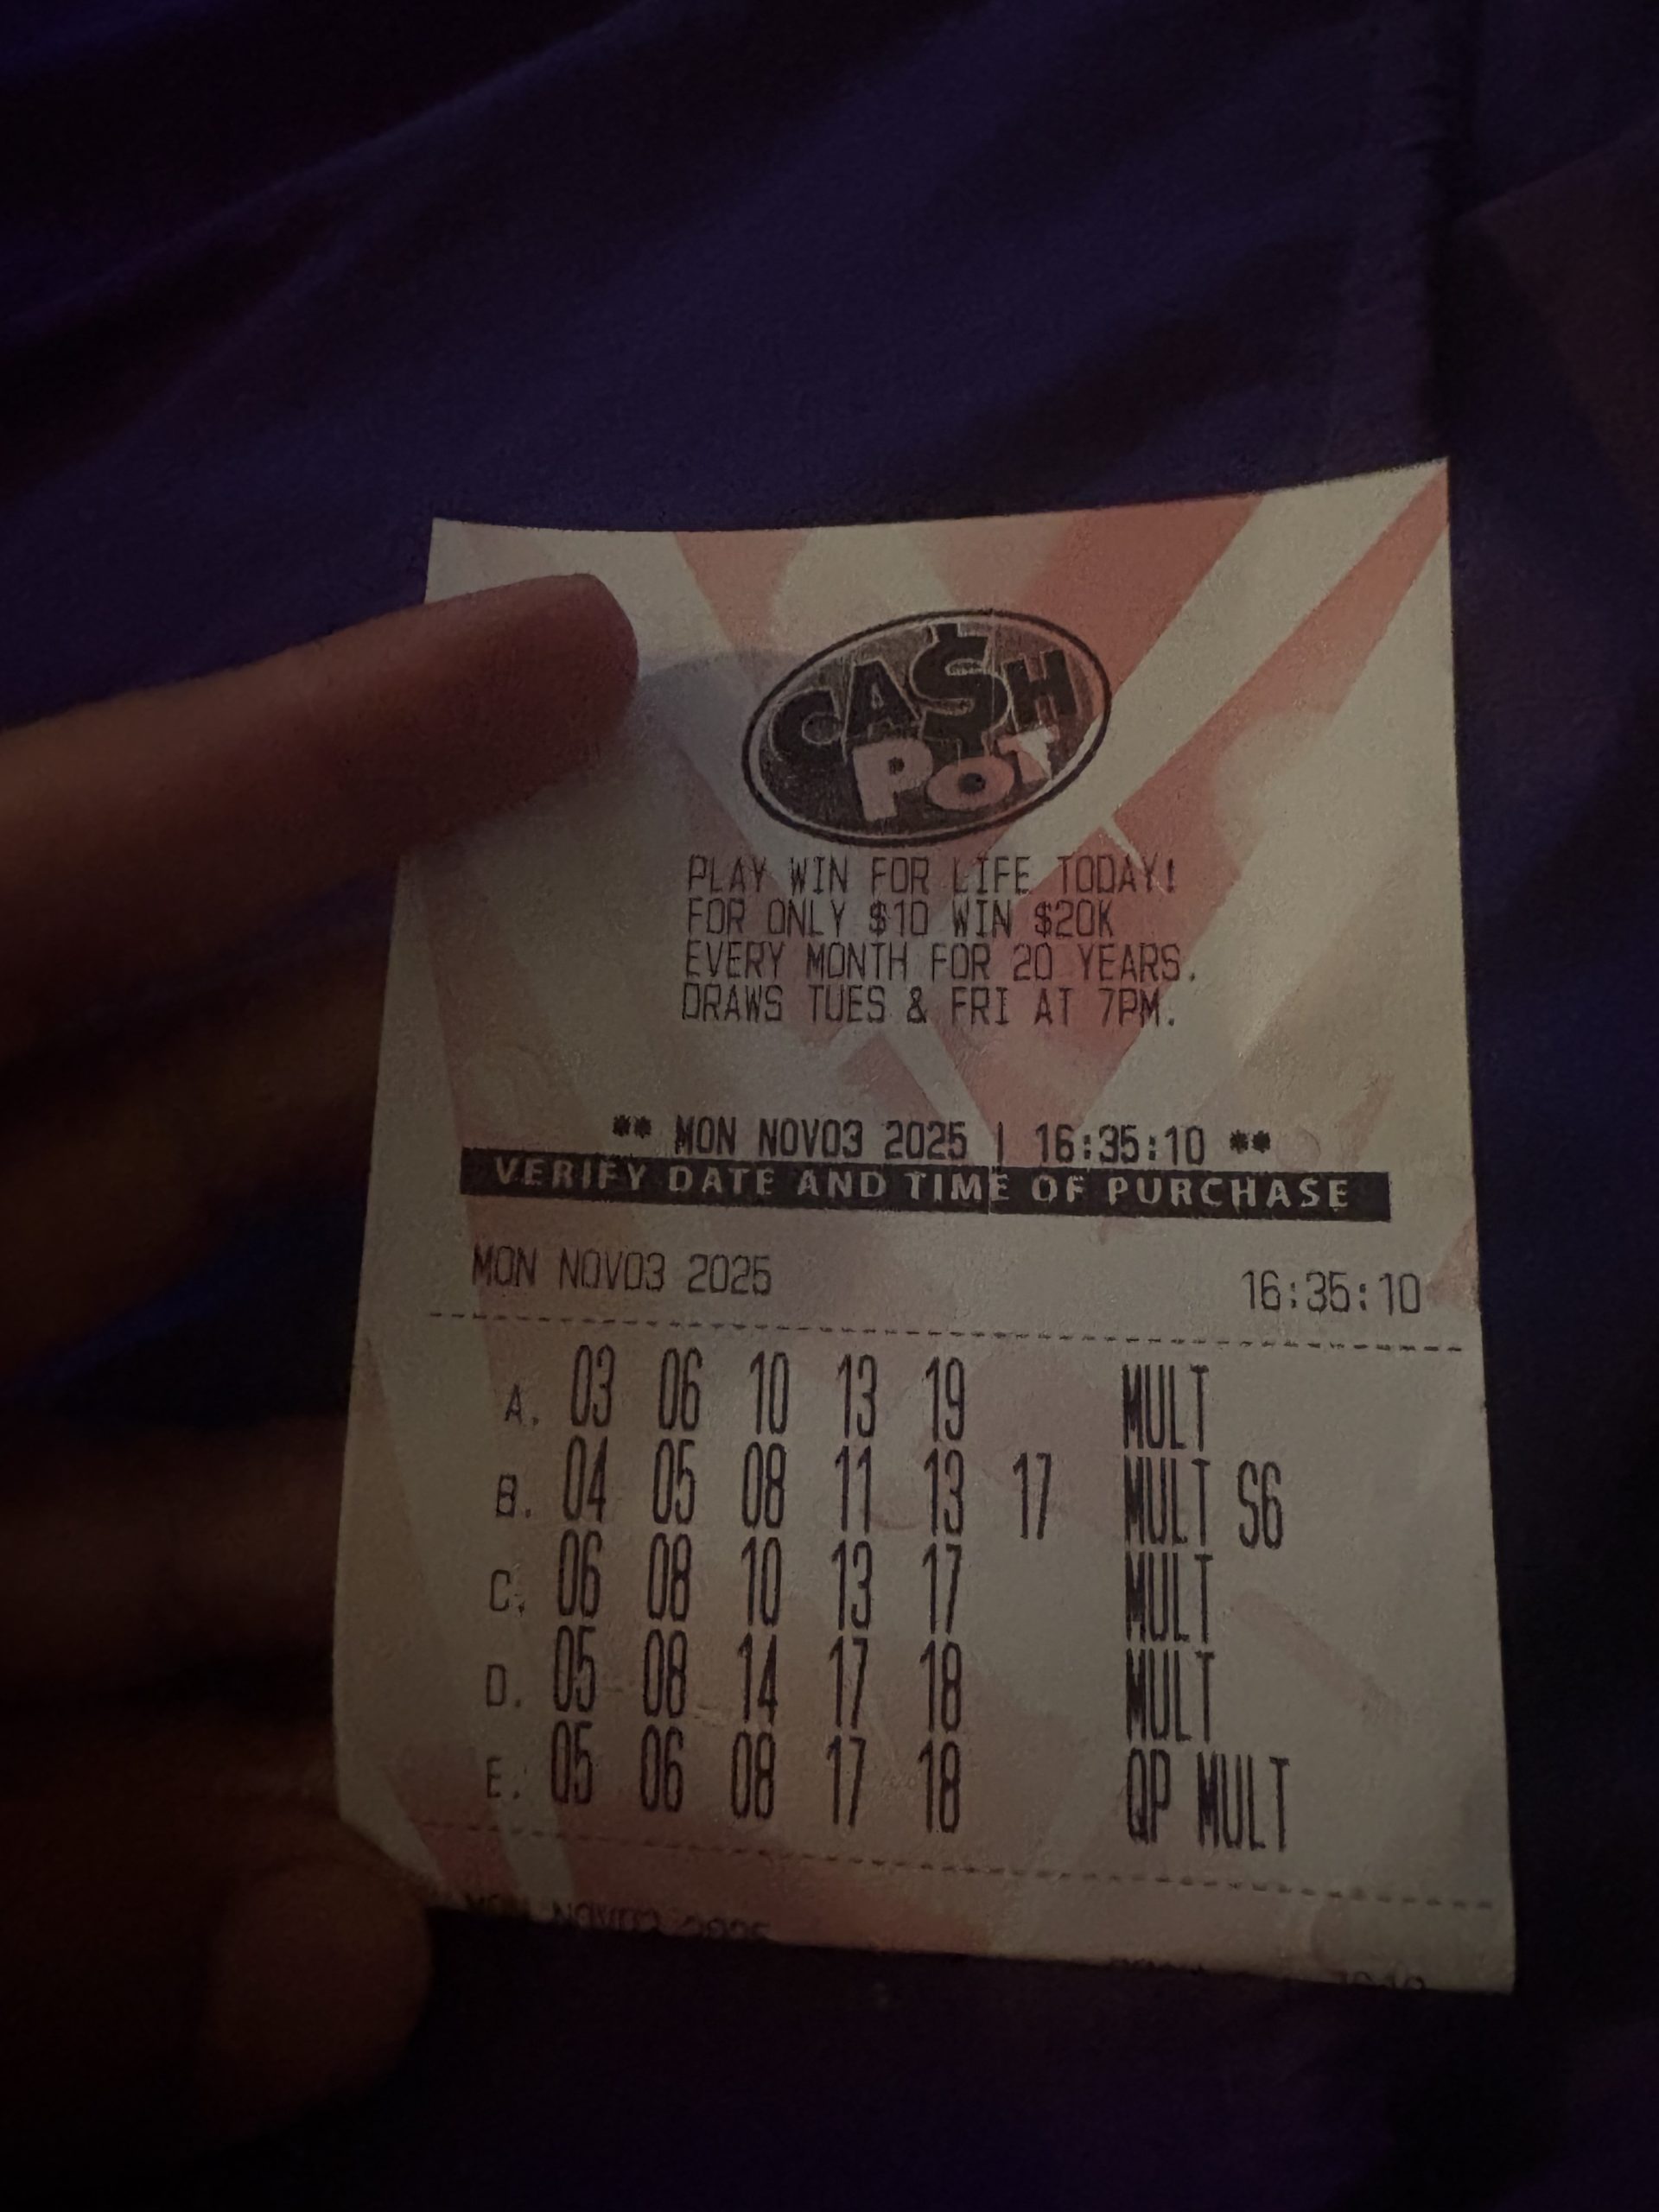 CA$H
POT
PLAY WIN FOR LIFE TODAY!
FOR ONLY $10 WIN $20K
EVERY MONTH FOR 20 YEARS.
DRAWS TUES & FRI AT 7PM.
** MON NOV03 2025 | 16:35:10 **
VERIFY DATE AND TIME OF PURCHASE
MON NOV03 2025 16:35:10
A. 03 06 10 13 19 MULT
B. 04 05 08 11 13 17 MULT S6
C. 06 08 10 13 17 MULT
D. 05 08 14 17 18 MULT
E. 05 06 08 17 18 QP MULT
MON NOV03 2025